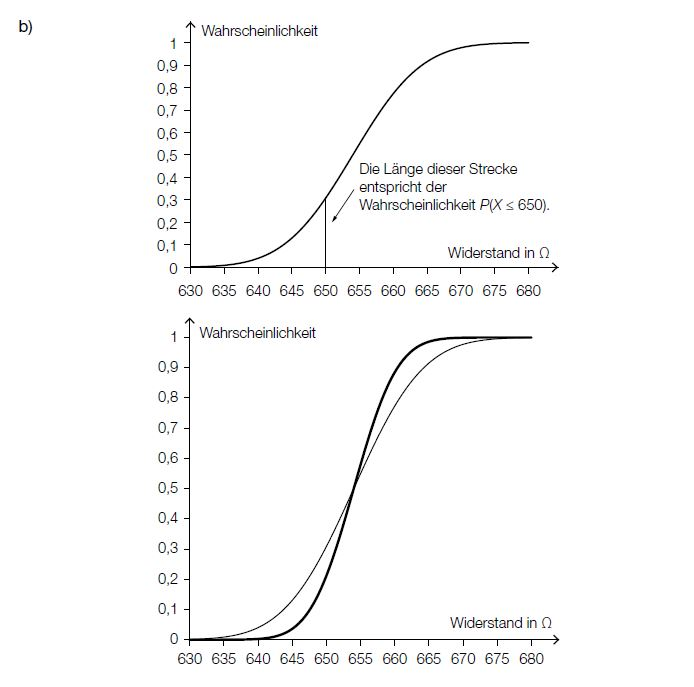 b)
Wahrscheinlichkeit
1
0,9
0,8
0,7
0,6
0,5
0,4
0,3
0,2
0,1
0
Die Länge dieser Strecke
entspricht der
Wahrscheinlichkeit P(X ≤ 650).
Widerstand in Ω
630 635 640 645 650 655 660 665 670 675 680
Wahrscheinlichkeit
1
0,9
0,8
0,7
0,6
0,5
0,4
0,3
0,2
0,1
0
Widerstand in Ω
630 635 640 645 650 655 660 665 670 675 680